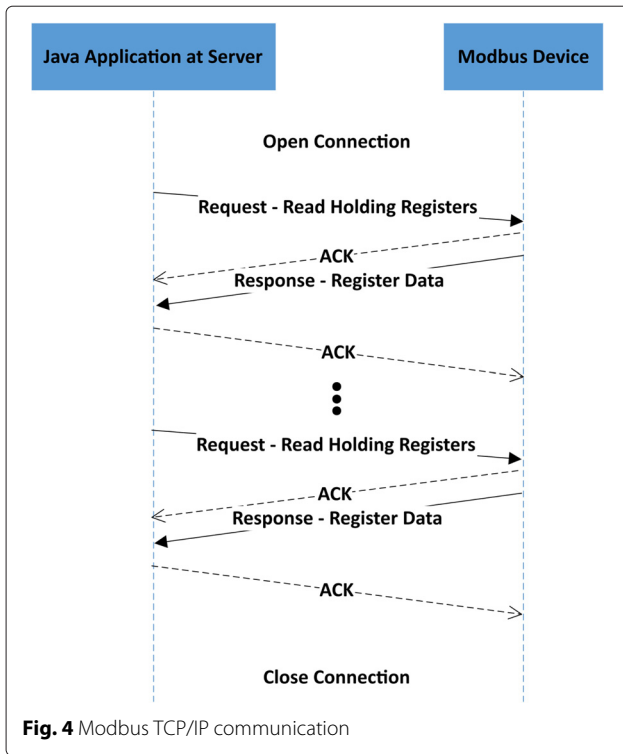 Java Application at Server
Modbus Device
Open Connection
Request - Read Holding Registers
ACK
Response - Register Data
ACK
Request - Read Holding Registers
ACK
Response - Register Data
ACK
Close Connection
Fig. 4 Modbus TCP/IP communication